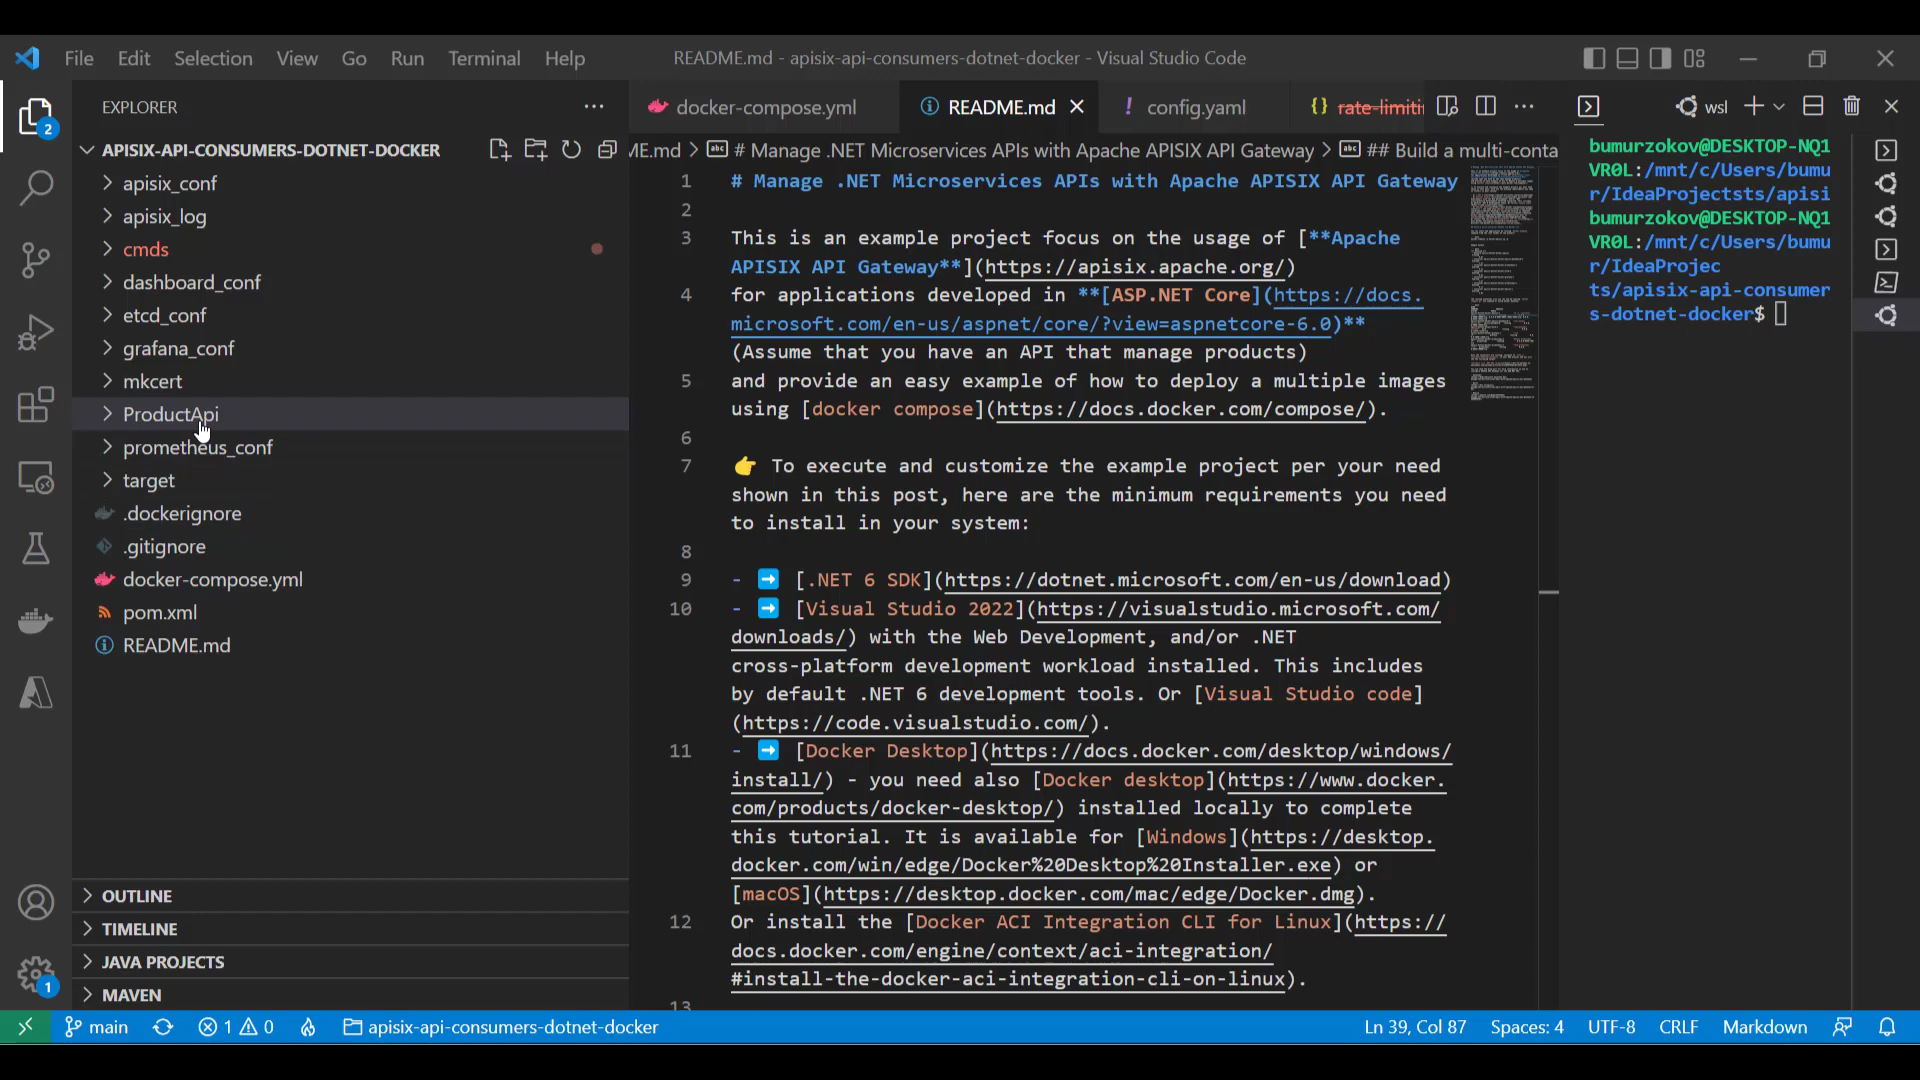 File Edit Selection View Go Run Terminal Help README.md - apisix-api-consumers-dotnet-docker - Visual Studio Code
EXPLORER
APISIX-API-CONSUMERS-DOTNET-DOCKER
apisix_conf
apisix_log
cmds
dashboard_conf
etcd_conf
grafana_conf
mkcert
ProductApi
prometheus_conf
target
.dockerignore
.gitignore
docker-compose.yml
pom.xml
README.md
OUTLINE
TIMELINE
JAVA PROJECTS
MAVEN
2
1
docker-compose.yml README.md config.yaml rate-limiti
ME.md > # Manage .NET Microservices APIs with Apache APISIX API Gateway > ## Build a multi-conta
1 # Manage .NET Microservices APIs with Apache APISIX API Gateway
2
3 This is an example project focus on the usage of [**Apache
APISIX API Gateway**](https://apisix.apache.org/)
4 for applications developed in **[ASP.NET Core](https://docs.
microsoft.com/en-us/aspnet/core/?view=aspnetcore-6.0)**
(Assume that you have an API that manage products)
5 and provide an easy example of how to deploy a multiple images
using [docker compose](https://docs.docker.com/compose/).
6
7 👉 To execute and customize the example project per your need
shown in this post, here are the minimum requirements you need
to install in your system:
8
9 - ➡️ [.NET 6 SDK](https://dotnet.microsoft.com/en-us/download)
10 - ➡️ [Visual Studio 2022](https://visualstudio.microsoft.com/
downloads/) with the Web Development, and/or .NET
cross-platform development workload installed. This includes
by default .NET 6 development tools. Or [Visual Studio code]
(https://code.visualstudio.com/).
11 - ➡️ [Docker Desktop](https://docs.docker.com/desktop/windows/
install/) - you need also [Docker desktop](https://www.docker.
com/products/docker-desktop/) installed locally to complete
this tutorial. It is available for [Windows](https://desktop.
docker.com/win/edge/Docker%20Desktop%20Installer.exe) or
[macOS](https://desktop.docker.com/mac/edge/Docker.dmg).
12 Or install the [Docker ACI Integration CLI for Linux](https://
docs.docker.com/engine/context/aci-integration/
#install-the-docker-aci-integration-cli-on-linux).
13
wsl
bumurzokov@DESKTOP-NQ1
VR0L:/mnt/c/Users/bumu
r/IdeaProjectsts/apisi
bumurzokov@DESKTOP-NQ1
VR0L:/mnt/c/Users/bumu
r/IdeaProjec
ts/apisix-api-consumer
s-dotnet-docker$
main 1 0 apisix-api-consumers-dotnet-docker Ln 39, Col 87 Spaces: 4 UTF-8 CRLF Markdown